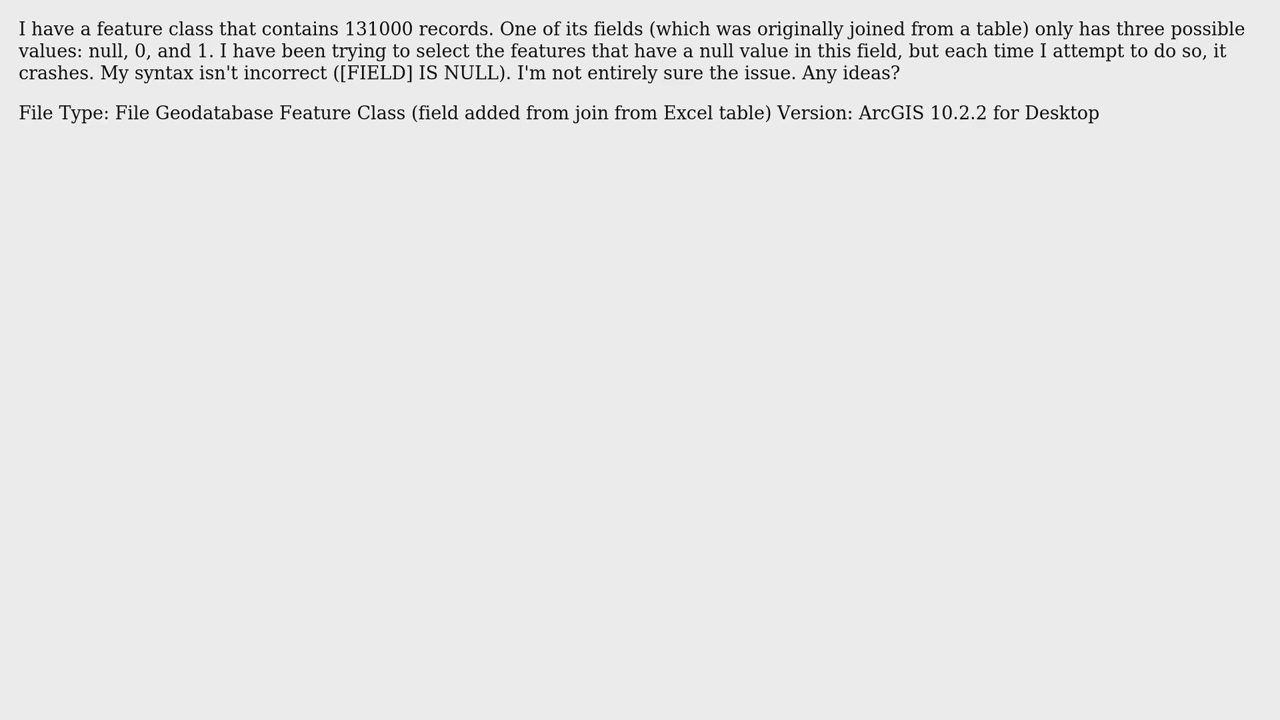 I have a feature class that contains 131000 records. One of its fields (which was originally joined from a table) only has three possible
values: null, 0, and 1. I have been trying to select the features that have a null value in this field, but each time I attempt to do so, it
crashes. My syntax isn't incorrect ([FIELD] IS NULL). I'm not entirely sure the issue. Any ideas?
File Type: File Geodatabase Feature Class (field added from join from Excel table) Version: ArcGIS 10.2.2 for Desktop